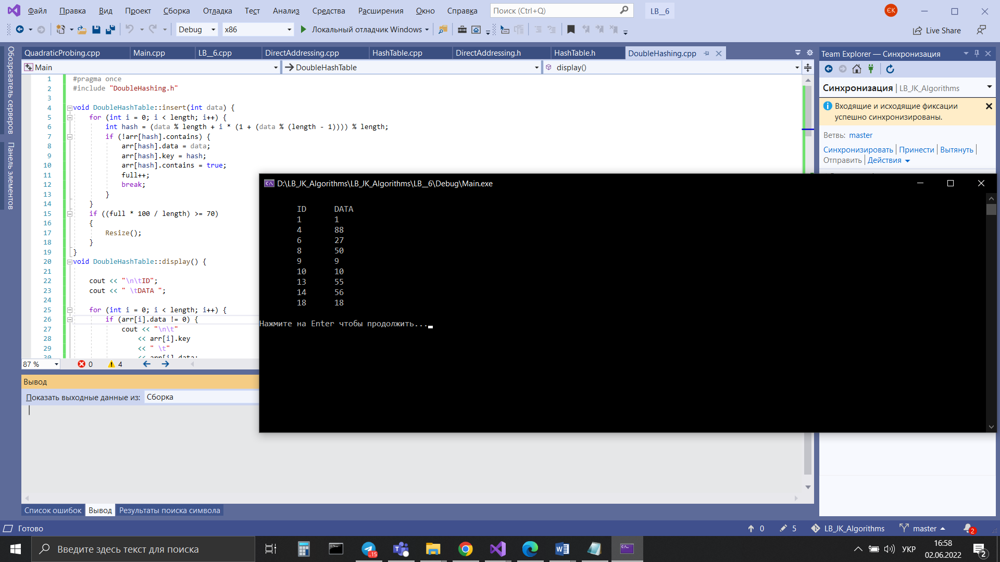 Файл Правка Вид Проект Сборка Отладка Тест Анализ Средства Расширения Окно Справка Поиск (Ctrl+Q) LB__6 ЄК
Debug x86 Локальный отладчик Windows Live Share
Обозреватель серверов
Панель элементов
QuadraticProbing.cpp Main.cpp LB__6.cpp DirectAddressing.cpp HashTable.cpp DirectAddressing.h HashTable.h DoubleHashing.cpp
Main DoubleHashTable display()
1 #pragma once
2 #include "DoubleHashing.h"
3
4 void DoubleHashTable::insert(int data) {
5 for (int i = 0; i < length; i++) {
6 int hash = (data % length + i * (1 + (data % (length - 1)))) % length;
7 if (!arr[hash].contains) {
8 arr[hash].data = data;
9 arr[hash].key = hash;
10 arr[hash].contains = true;
11 full++;
12 break;
13 }
14 }
15 if ((full * 100 / length) >= 70)
16 {
17 Resize();
18 }
19 }
20 void DoubleHashTable::display() {
21
22 cout << "\n\tID";
23 cout << " \tDATA ";
24
25 for (int i = 0; i < length; i++) {
26 if (arr[i].data != 0) {
27 cout << "\n\t"
28 << arr[i].key
29 << " \t"
30 << arr[i].data;
87 % 0 4
Вывод
Показать выходные данные из: Сборка
Список ошибок Вывод Результаты поиска символа
D:\LB_JK_Algorithms\LB_JK_Algorithms\LB__6\Debug\Main.exe
ID DATA
1 1
4 88
6 27
8 50
9 9
10 10
13 55
14 56
18 18
Нажмите на Enter чтобы продолжить...
Team Explorer — Синхронизация
Синхронизация | LB_JK_Algorithms
Входящие и исходящие фиксации
успешно синхронизированы.
Ветвь: master
Синхронизировать Принести Вытянуть
Отправить Действия
Готово 0 5 LB_JK_Algorithms master 2
Введите здесь текст для поиска ..15 УКР 16:58
02.06.2022 2